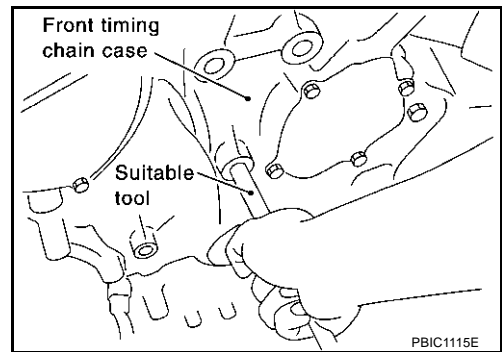 Front timing
chain case
Suitable
tool
PBIC1115E